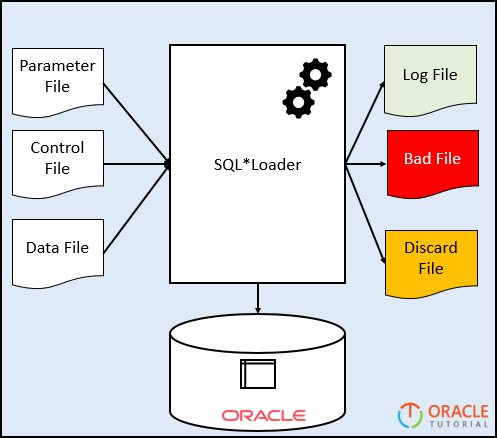 Parameter
File
Control
File
Data File
SQL*Loader
Log File
Bad File
Discard
File
ORACLE
ORACLE
TUTORIAL